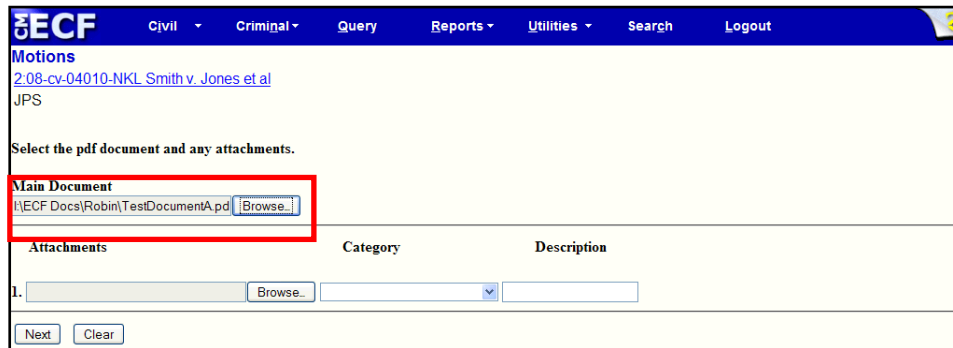 CM ECF Civil Criminal Query Reports Utilities Search Logout
Motions
2:08-cv-04010-NKL Smith v. Jones et al
JPS
Select the pdf document and any attachments.
Main Document
I:\ECF Docs\Robin\TestDocumentA.pd Browse...
Attachments Category Description
1. Browse...
Next Clear